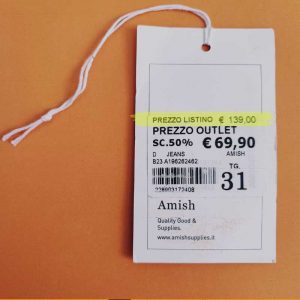 PREZZO LISTINO € 139,00
PREZZO OUTLET
SC.50% € 69,90
D JEANS AMISH
B23 A196262462
TG.
31
Amish
Quality Good &
Supplies.
www.amishsupplies.it